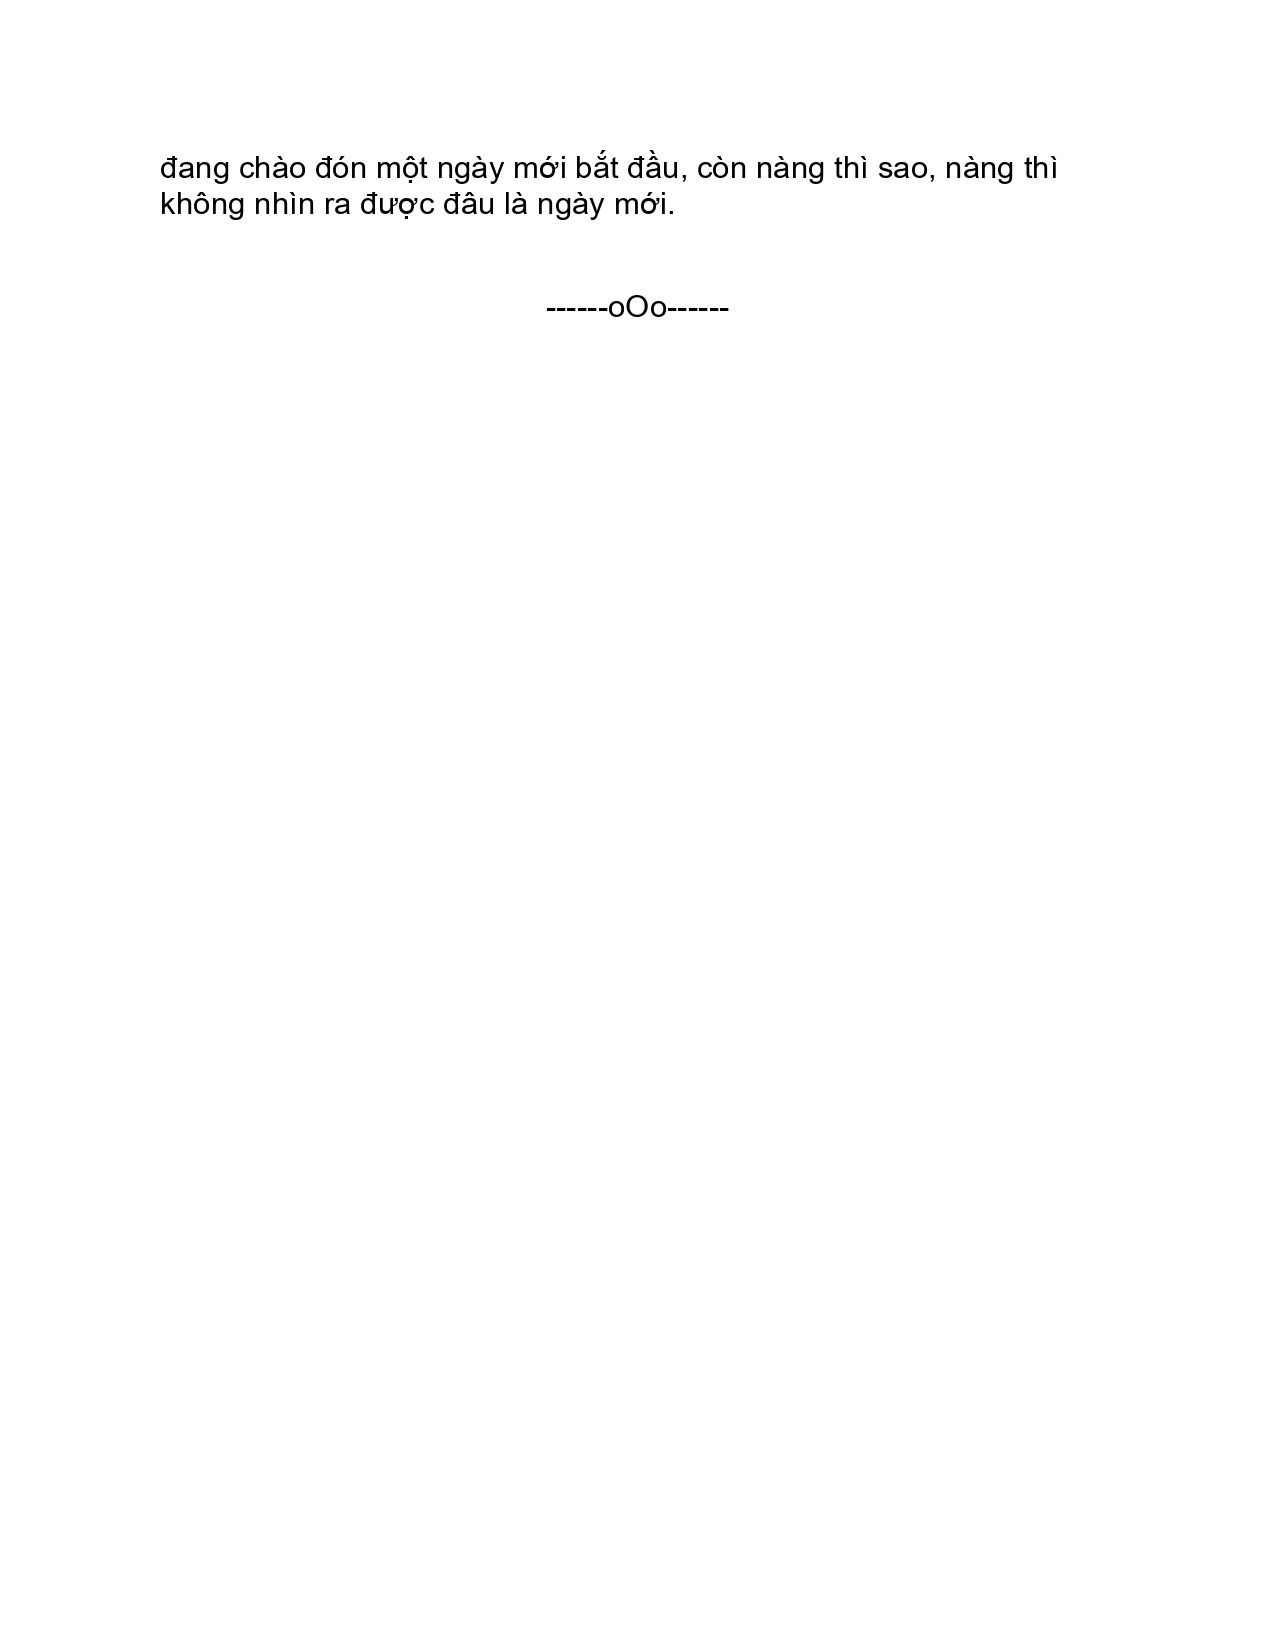 đang chào đón một ngày mới bắt đầu, còn nàng thì sao, nàng thì
không nhìn ra được đâu là ngày mới.
------oOo------